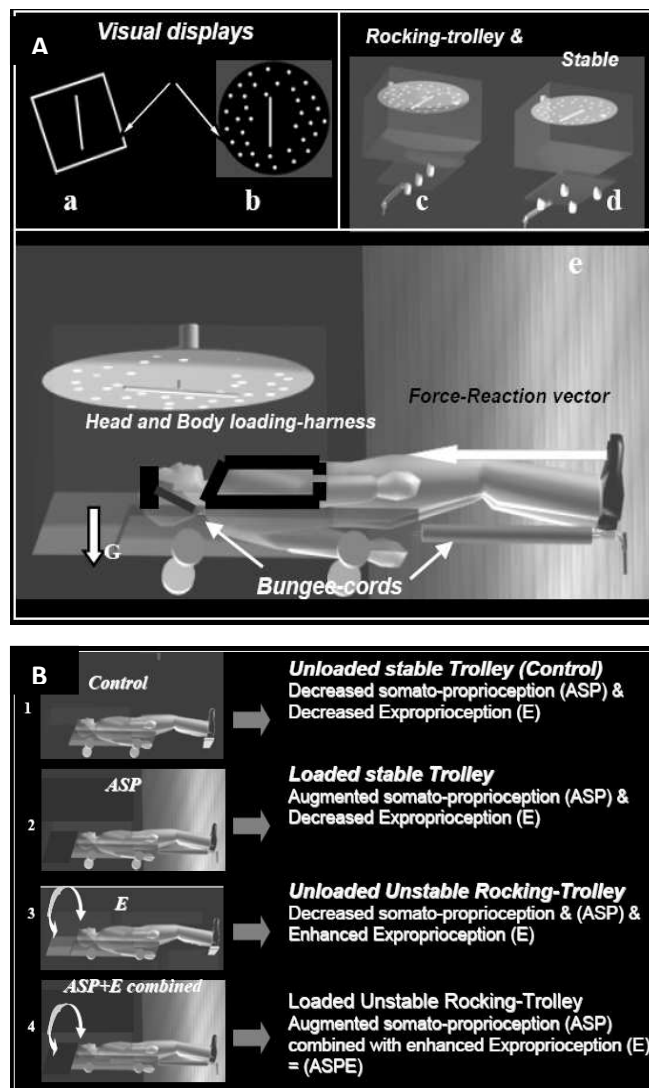 A
Visual displays
a
b
Rocking-trolley &
Stable
c
d
e
Force-Reaction vector
Head and Body loading-harness
G
Bungee-cords
B
1
Control
Unloaded stable Trolley (Control)
Decreased somato-proprioception (ASP) &
Decreased Exproprioception (E)
2
ASP
Loaded stable Trolley
Augmented somato-proprioception (ASP) &
Decreased Exproprioception (E)
3
E
Unloaded Unstable Rocking-Trolley
Decreased somato-proprioception & (ASP) &
Enhanced Exproprioception (E)
4
ASP+E combined
Loaded Unstable Rocking-Trolley
Augmented somato-proprioception (ASP)
combined with enhanced Exproprioception (E)
= (ASPE)